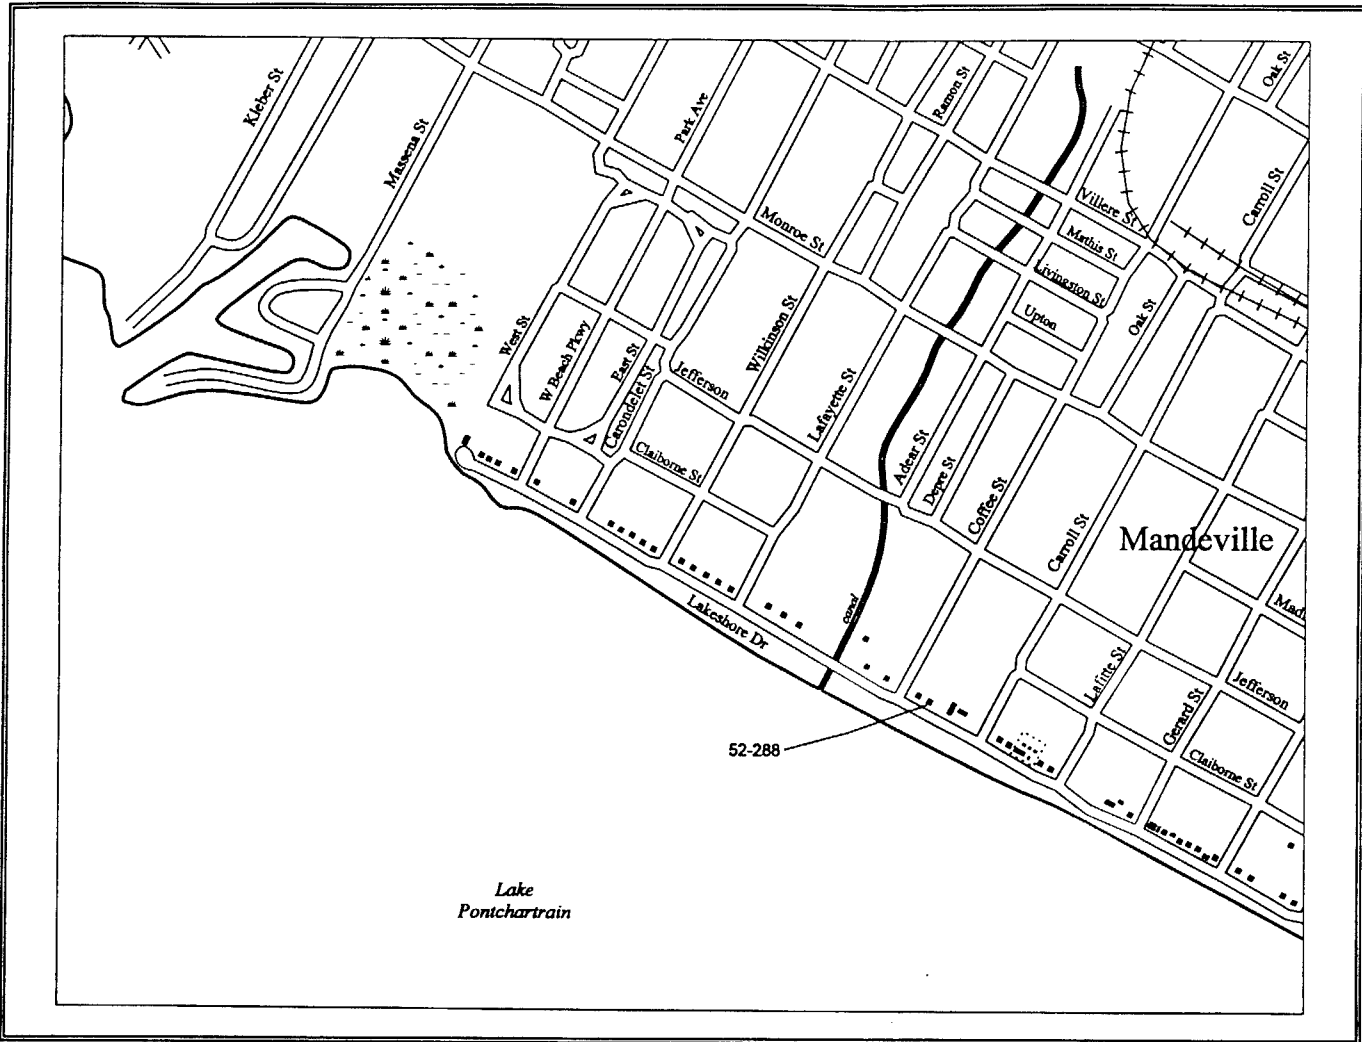 Kleber St
Massena St
Park Ave
Ramon St
Oak St
Carroll St
Villere St
Monroe St
Mathis St
Livingston St
Upton
Oak St
West St
W Beach Pkwy
East St
Carondelet St
Jefferson
Wilkinson St
Lafayette St
Claiborne St
Adear St
Depre St
Coffee St
Carroll St
Mandeville
canal
Lakeshore Dr
Madi
Lafitte St
Gerard St
Jefferson
Claiborne St
52-288
Lake
Pontchartrain